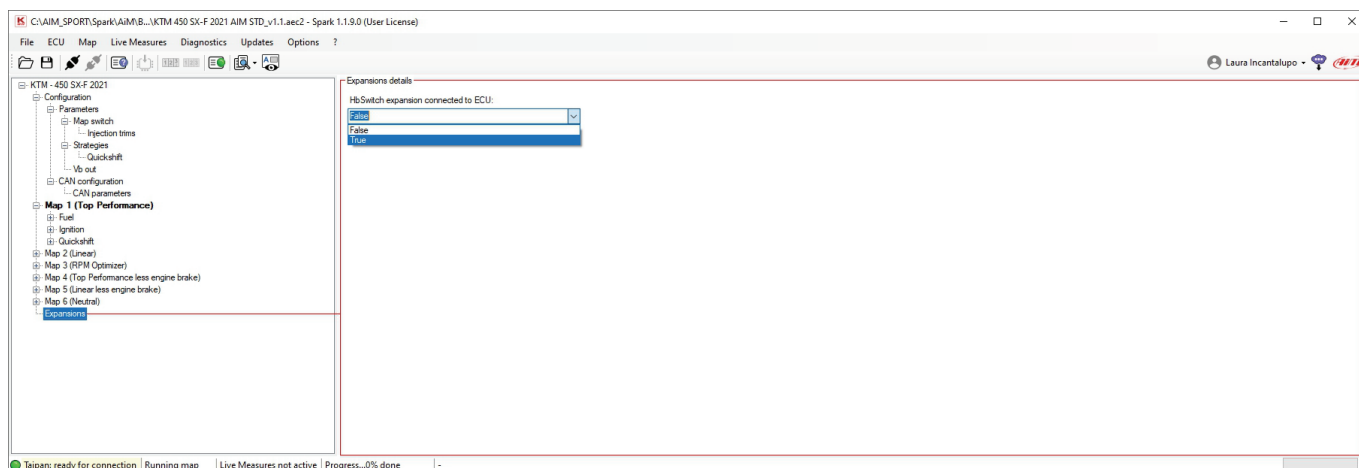 C:\AIM_SPORT\Spark\AiM\B...\KTM 450 SX-F 2021 AIM STD_v1.1.aec2 - Spark 1.1.9.0 (User License)
File ECU Map Live Measures Diagnostics Updates Options ?
Laura Incantalupo
KTM - 450 SX-F 2021
Configuration
Parameters
Map switch
Injection trims
Strategies
Quickshift
Vb out
CAN configuration
CAN parameters
Map 1 (Top Performance)
Fuel
Ignition
Quickshift
Map 2 (Linear)
Map 3 (RPM Optimizer)
Map 4 (Top Performance less engine brake)
Map 5 (Linear less engine brake)
Map 6 (Neutral)
Expansions
Expansions details
HbSwitch expansion connected to ECU:
False
False
True
Taipan: ready for connection Running map Live Measures not active Progress...0% done -